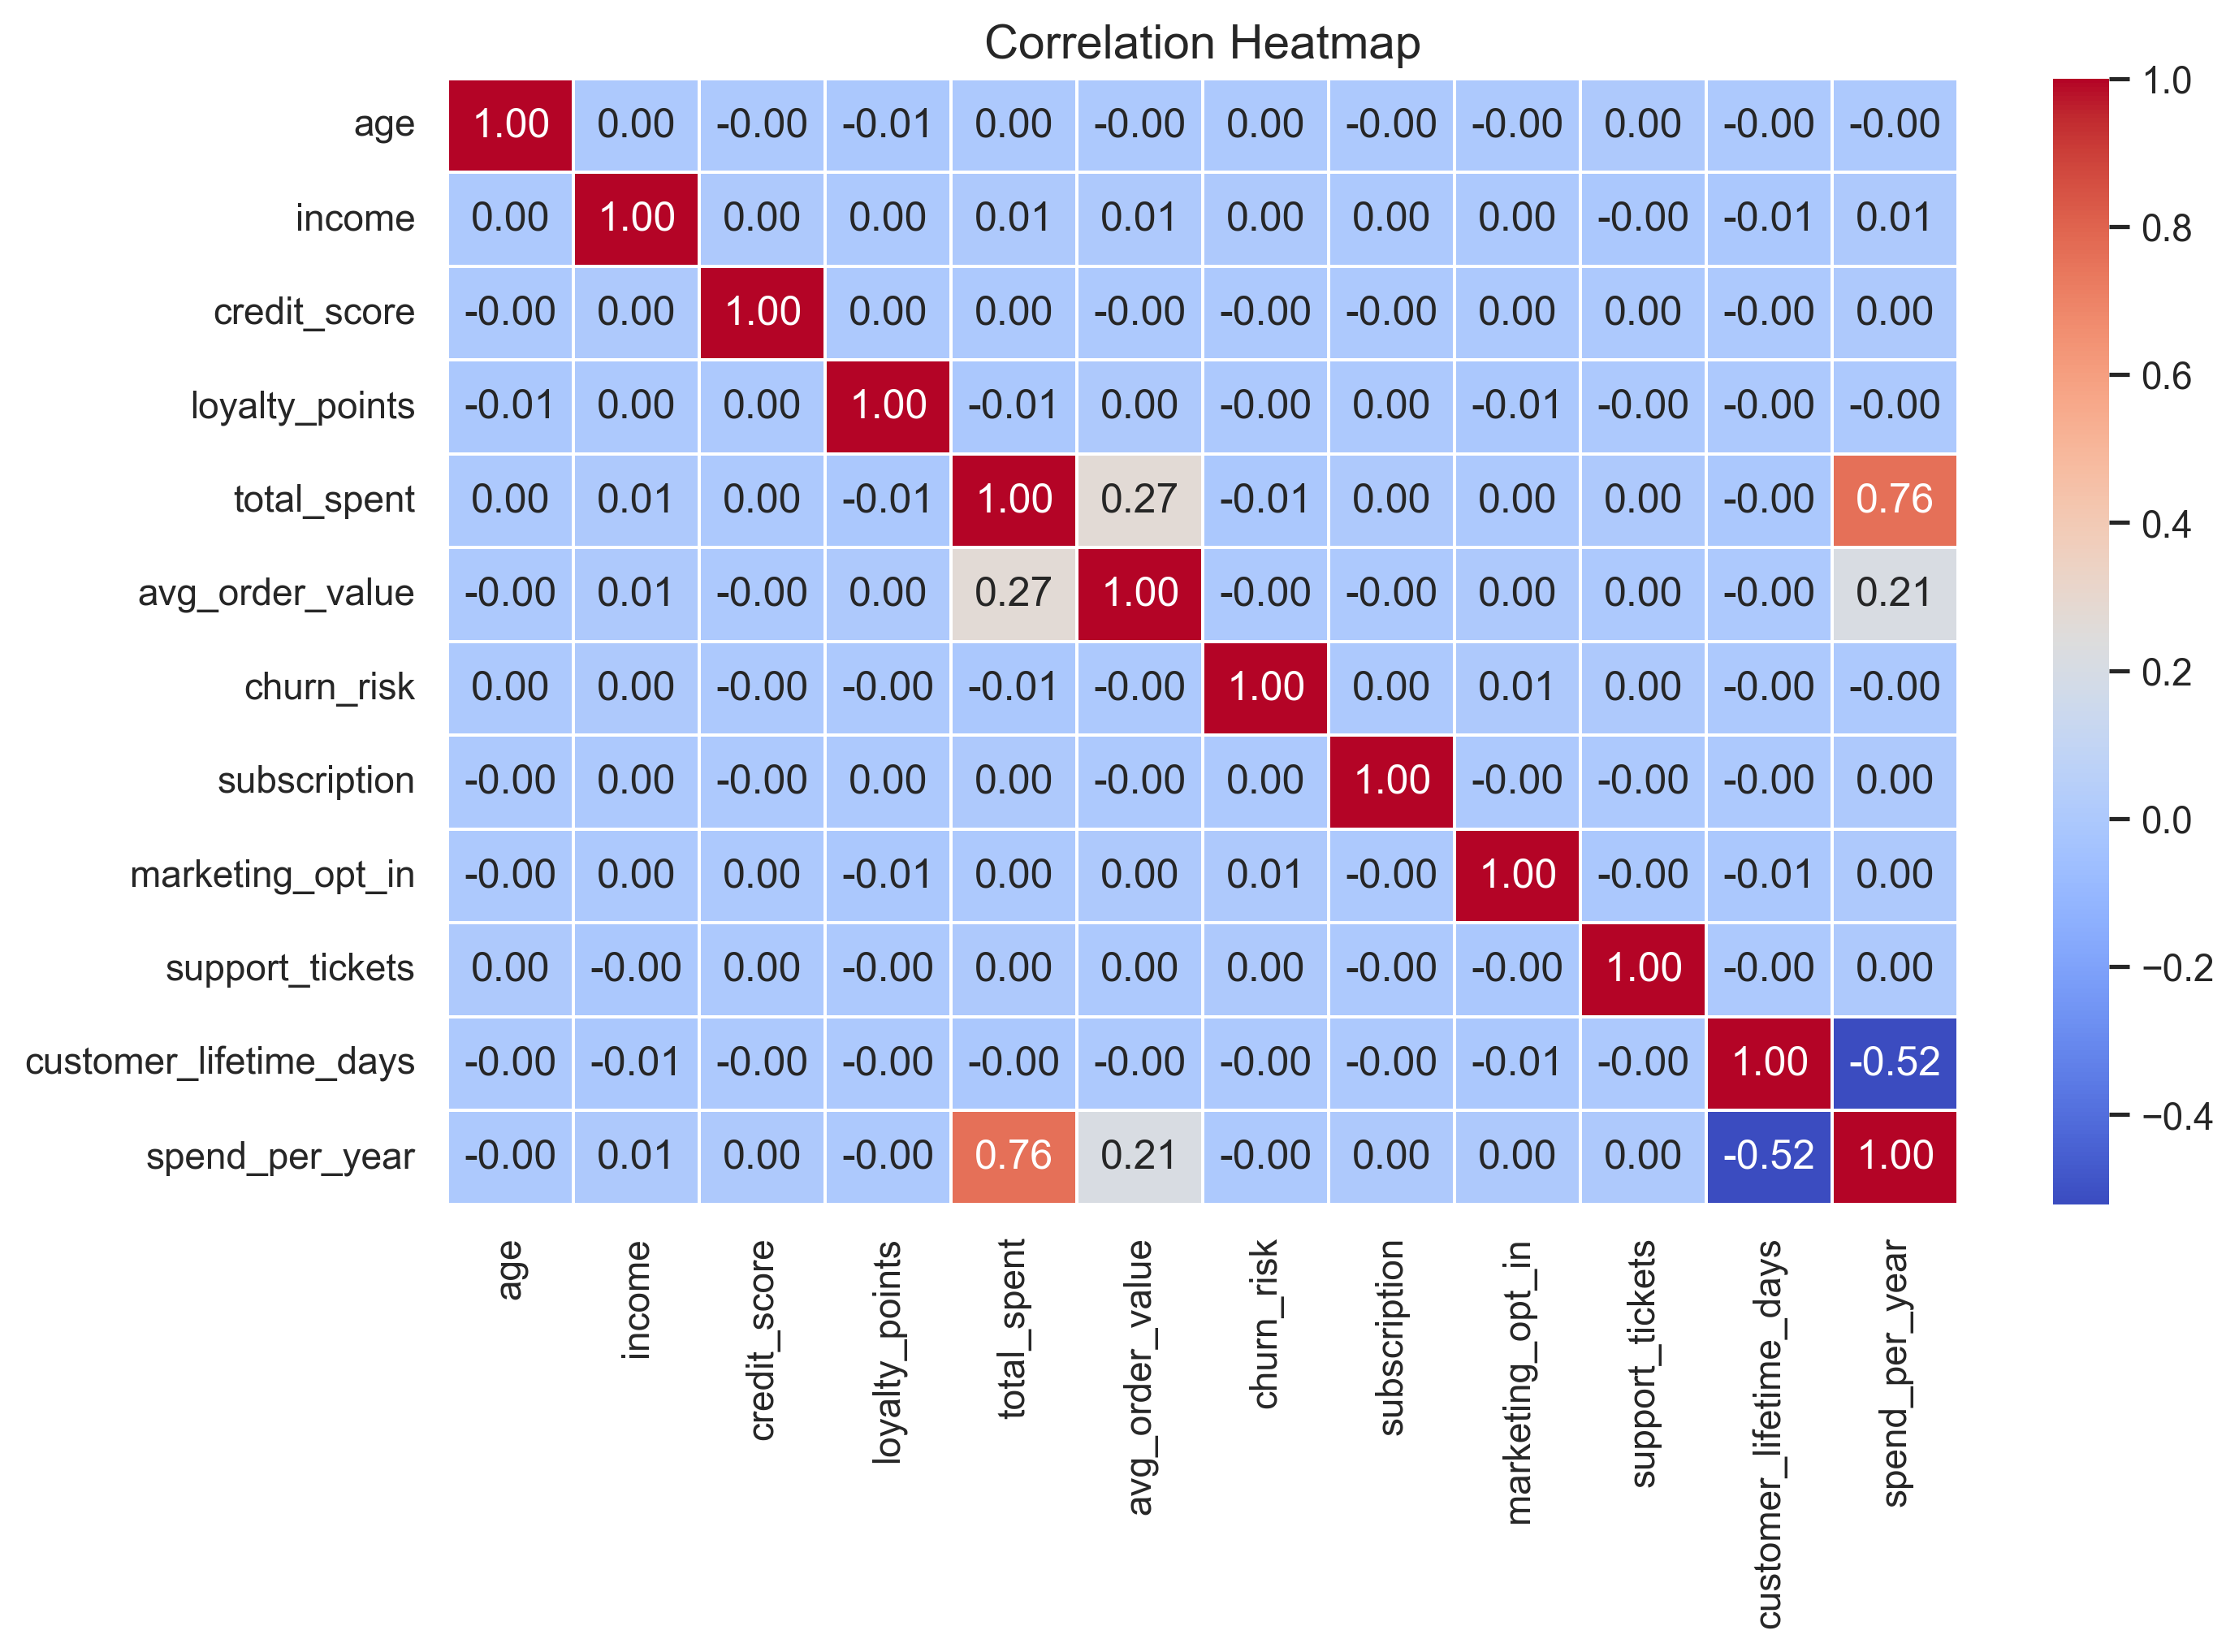 Correlation Heatmap
age 1.00 0.00 -0.00 -0.01 0.00 -0.00 0.00 -0.00 -0.00 0.00 -0.00 -0.00
income 0.00 1.00 0.00 0.00 0.01 0.01 0.00 0.00 0.00 -0.00 -0.01 0.01
credit_score -0.00 0.00 1.00 0.00 0.00 -0.00 -0.00 -0.00 0.00 0.00 -0.00 0.00
loyalty_points -0.01 0.00 0.00 1.00 -0.01 0.00 -0.00 0.00 -0.01 -0.00 -0.00 -0.00
total_spent 0.00 0.01 0.00 -0.01 1.00 0.27 -0.01 0.00 0.00 0.00 -0.00 0.76
avg_order_value -0.00 0.01 -0.00 0.00 0.27 1.00 -0.00 -0.00 0.00 0.00 -0.00 0.21
churn_risk 0.00 0.00 -0.00 -0.00 -0.01 -0.00 1.00 0.00 0.01 0.00 -0.00 -0.00
subscription -0.00 0.00 -0.00 0.00 0.00 -0.00 0.00 1.00 -0.00 -0.00 -0.00 0.00
marketing_opt_in -0.00 0.00 0.00 -0.01 0.00 0.00 0.01 -0.00 1.00 -0.00 -0.01 0.00
support_tickets 0.00 -0.00 0.00 -0.00 0.00 0.00 0.00 -0.00 -0.00 1.00 -0.00 0.00
customer_lifetime_days -0.00 -0.01 -0.00 -0.00 -0.00 -0.00 -0.00 -0.00 -0.01 -0.00 1.00 -0.52
spend_per_year -0.00 0.01 0.00 -0.00 0.76 0.21 -0.00 0.00 0.00 0.00 -0.52 1.00
age
income
credit_score
loyalty_points
total_spent
avg_order_value
churn_risk
subscription
marketing_opt_in
support_tickets
customer_lifetime_days
spend_per_year
1.0
0.8
0.6
0.4
0.2
0.0
−0.2
−0.4